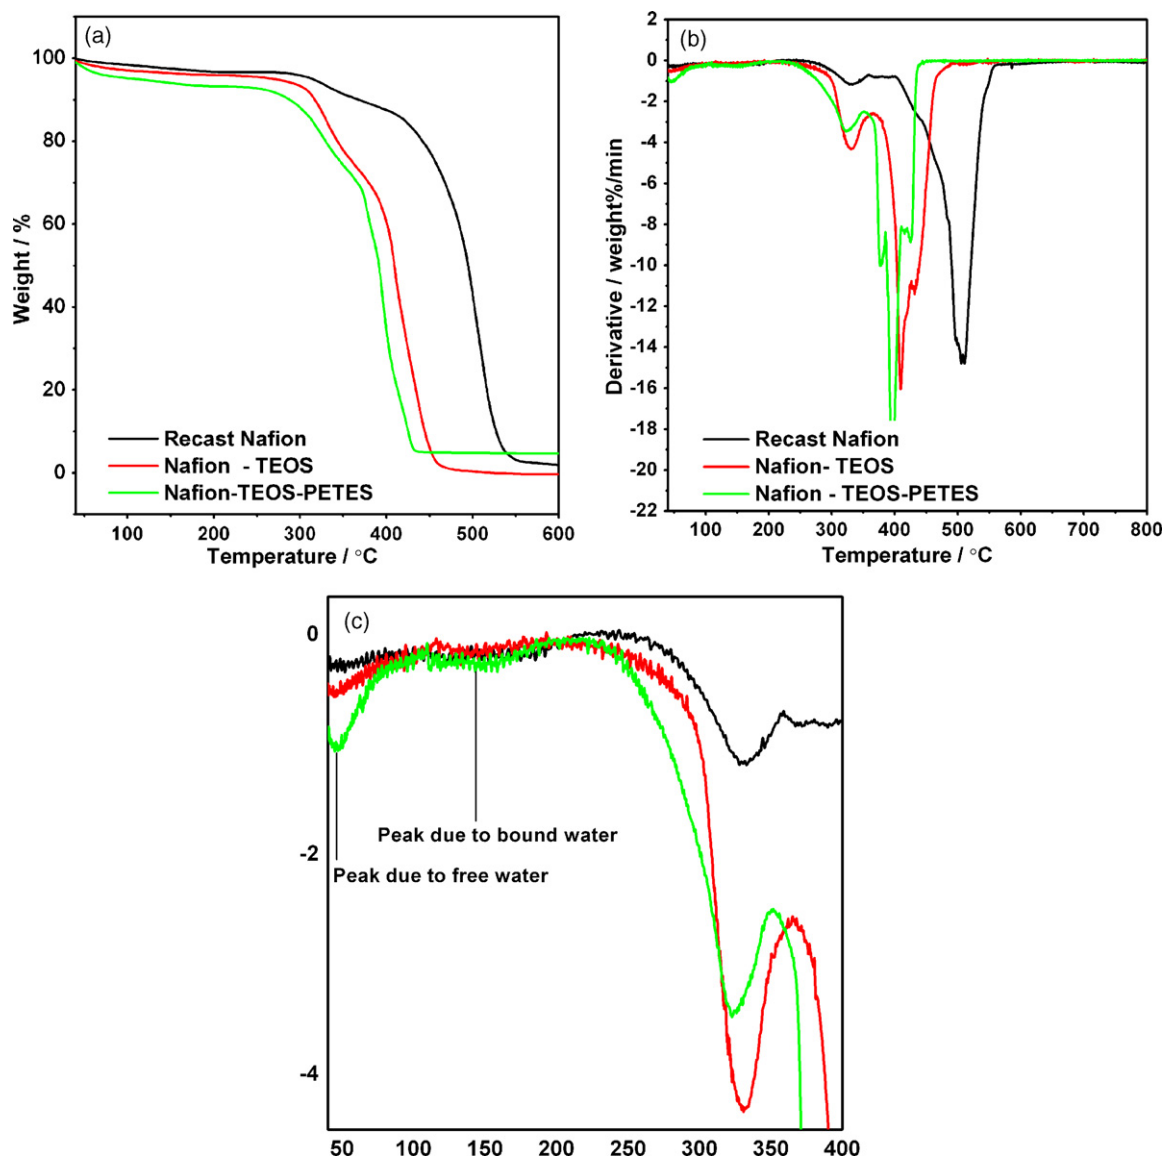 (a)
100
80
60
40
20
0
Weight / %
Recast Nafion
Nafion - TEOS
Nafion-TEOS-PETES
100 200 300 400 500 600
Temperature / °C
(b)
2
0
-2
-4
-6
-8
-10
-12
-14
-16
-18
-20
-22
Derivative / weight%/min
Recast Nafion
Nafion- TEOS
Nafion - TEOS-PETES
100 200 300 400 500 600 700 800
Temperature / °C
(c)
0
-2
-4
Peak due to bound water
Peak due to free water
50 100 150 200 250 300 350 400